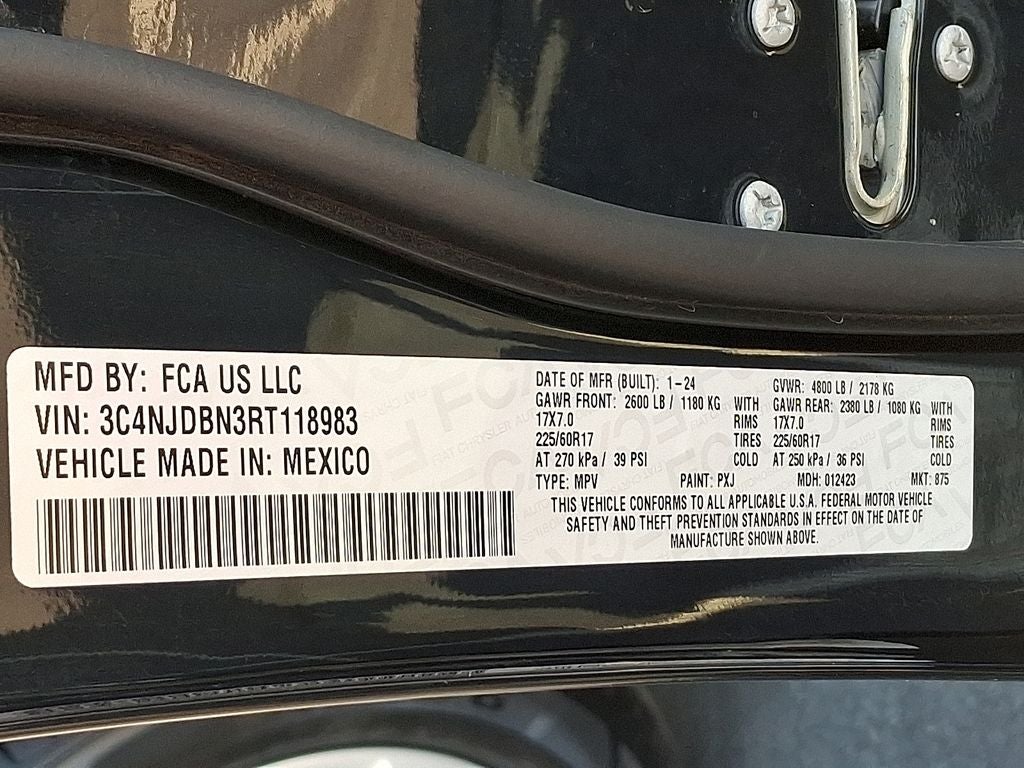 MFD BY: FCA US LLC
VIN: 3C4NJDBN3RT118983
VEHICLE MADE IN: MEXICO
DATE OF MFR (BUILT): 1-24 GVWR: 4800 LB / 2178 KG
GAWR FRONT: 2600 LB / 1180 KG WITH GAWR REAR: 2380 LB / 1080 KG WITH
17X7.0 RIMS 17X7.0 RIMS
225/60R17 TIRES 225/60R17 TIRES
AT 270 kPa / 39 PSI COLD AT 250 kPa / 36 PSI COLD
TYPE: MPV PAINT: PXJ MDH: 012423 MKT: 875
THIS VEHICLE CONFORMS TO ALL APPLICABLE U.S.A. FEDERAL MOTOR VEHICLE
SAFETY AND THEFT PREVENTION STANDARDS IN EFFECT ON THE DATE OF
MANUFACTURE SHOWN ABOVE.